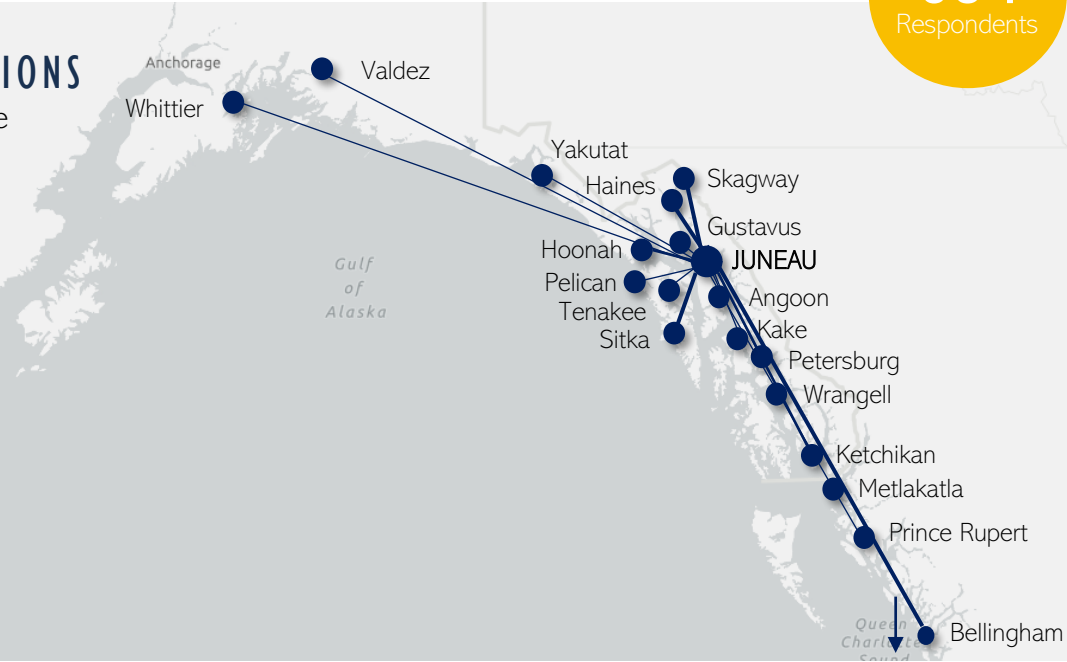 Respondents
IONS
e
Anchorage
Valdez
Whittier
Yakutat
Haines
Skagway
Gustavus
Hoonah
JUNEAU
Gulf
of
Alaska
Pelican
Angoon
Tenakee
Kake
Sitka
Petersburg
Wrangell
Ketchikan
Metlakatla
Prince Rupert
Queen
Charlotte
Sound
Bellingham